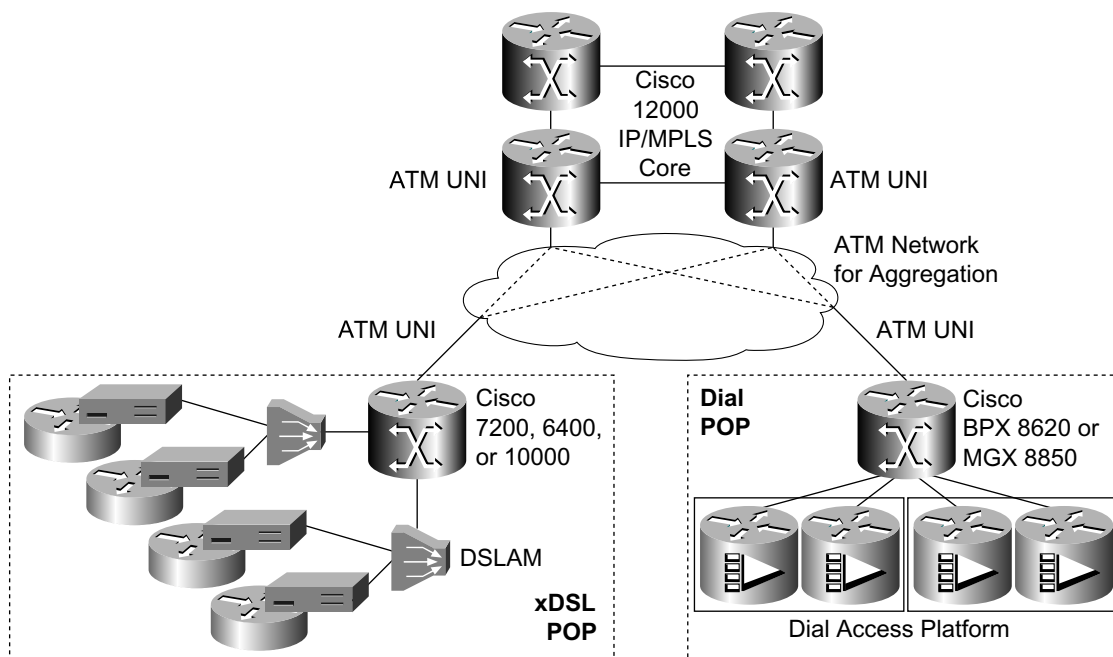 Cisco
12000
IP/MPLS
Core
ATM UNI
ATM UNI
ATM Network
for Aggregation
ATM UNI
ATM UNI
Cisco
7200, 6400,
or 10000
DSLAM
xDSL
POP
Dial
POP
Cisco
BPX 8620 or
MGX 8850
Dial Access Platform